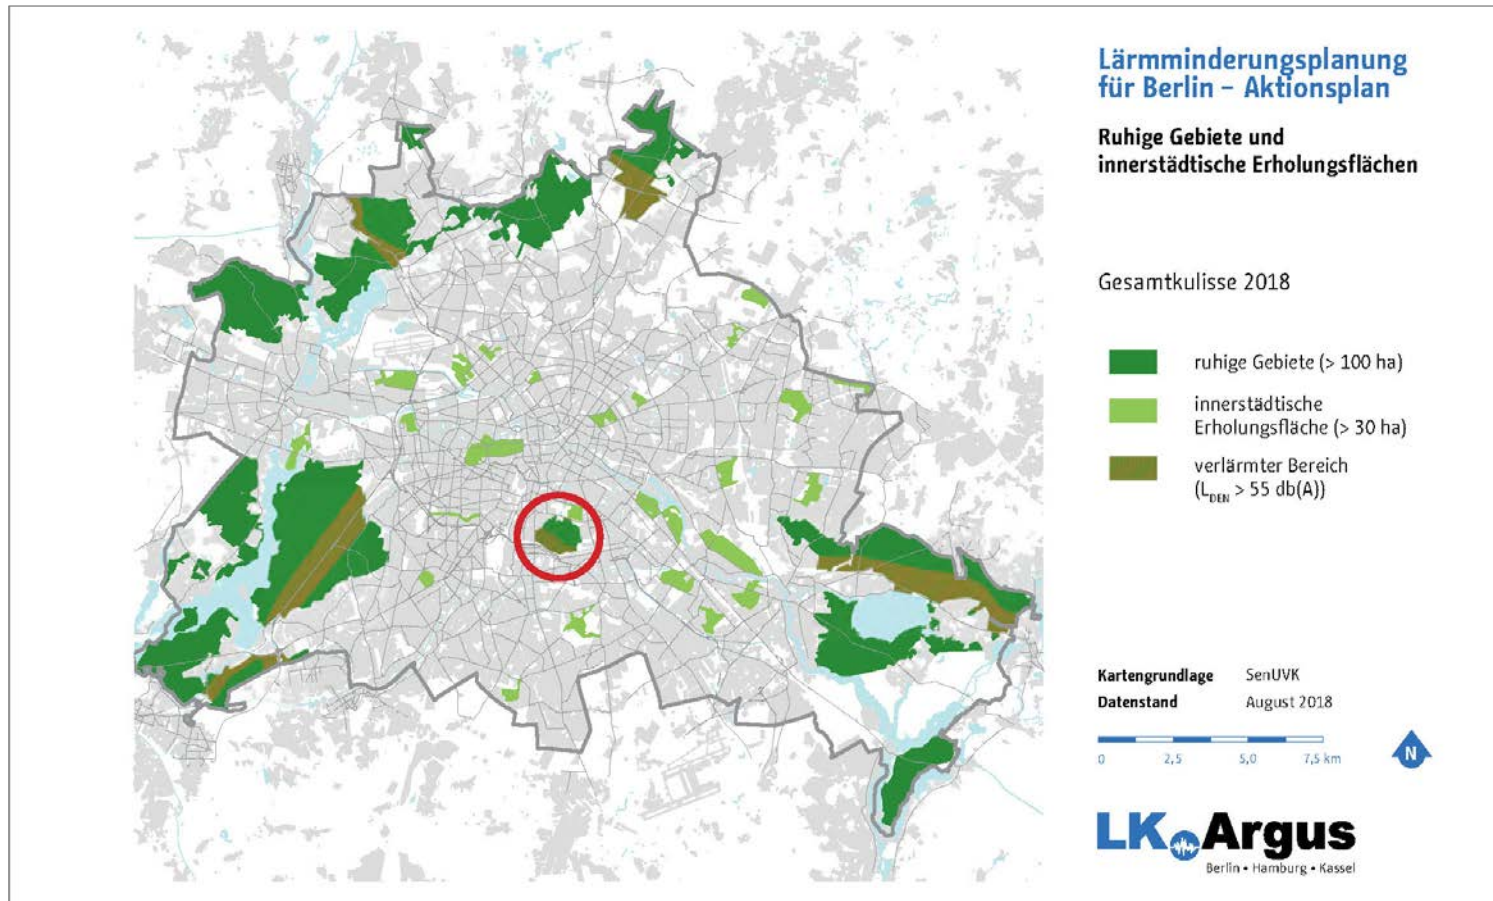 Lärmminderungsplanung
für Berlin – Aktionsplan
Ruhige Gebiete und
innerstädtische Erholungsflächen
Gesamtkulisse 2018
ruhige Gebiete (> 100 ha)
innerstädtische
Erholungsfläche (> 30 ha)
verlärmter Bereich
(LDEN > 55 db(A))
Kartengrundlage SenUVK
Datenstand August 2018
0 2,5 5,0 7,5 km
N
LK Argus
Berlin • Hamburg • Kassel